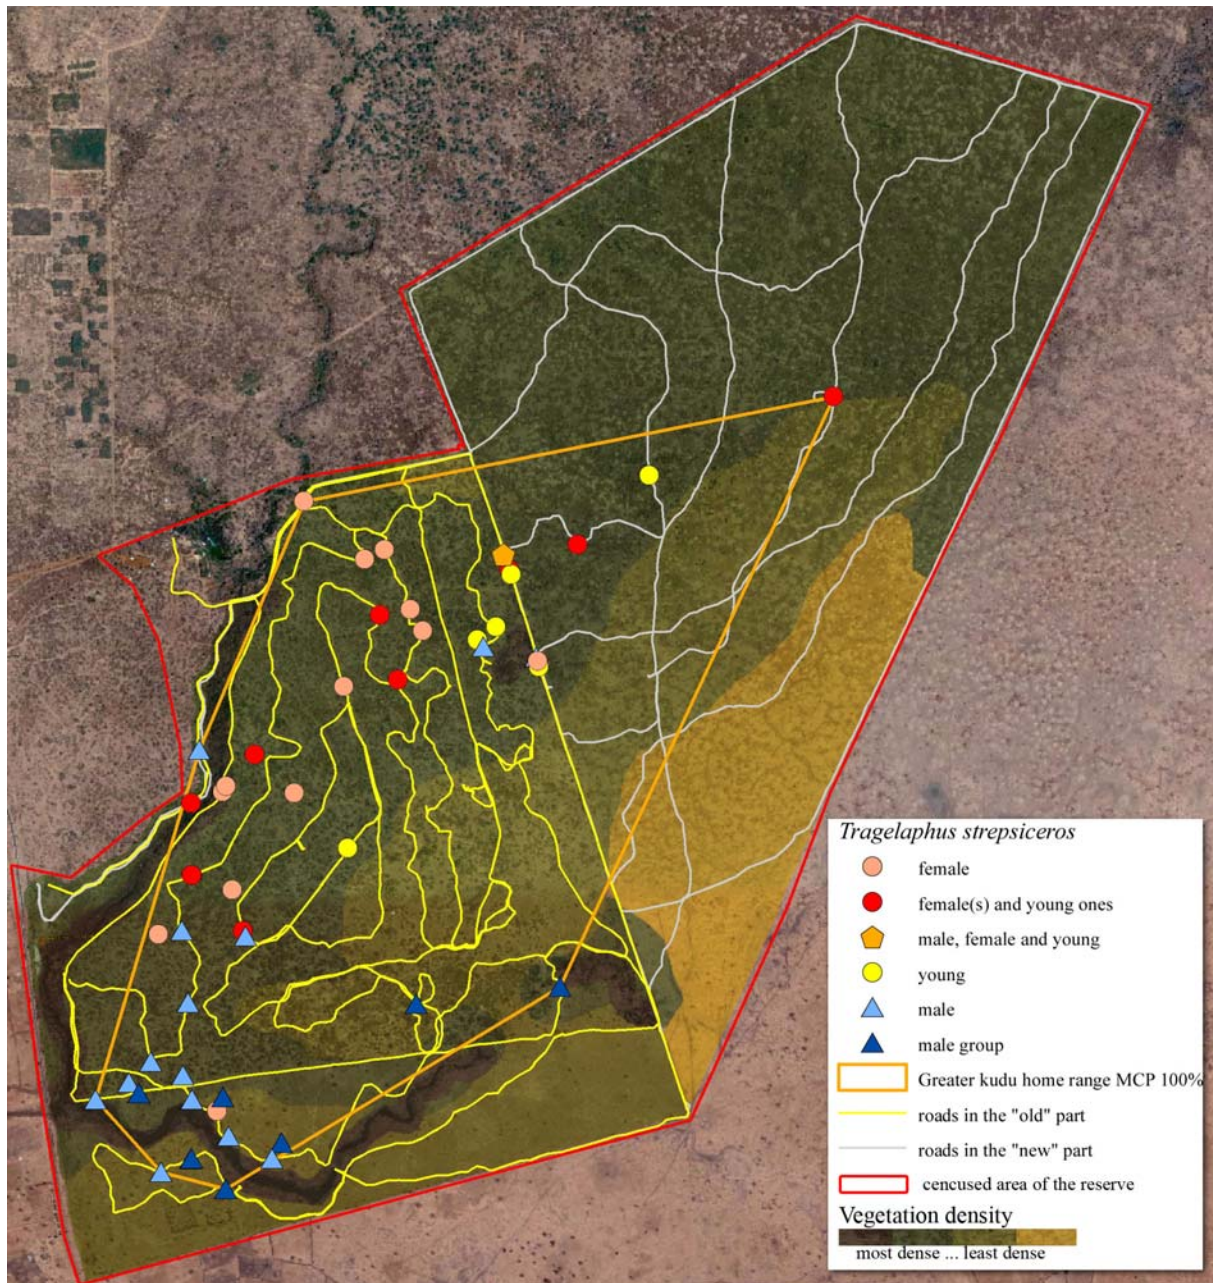 Tragelaphus strepsiceros
female
female(s) and young ones
male, female and young
young
male
male group
Greater kudu home range MCP 100%
roads in the "old" part
roads in the "new" part
cencused area of the reserve
Vegetation density
most dense ... least dense